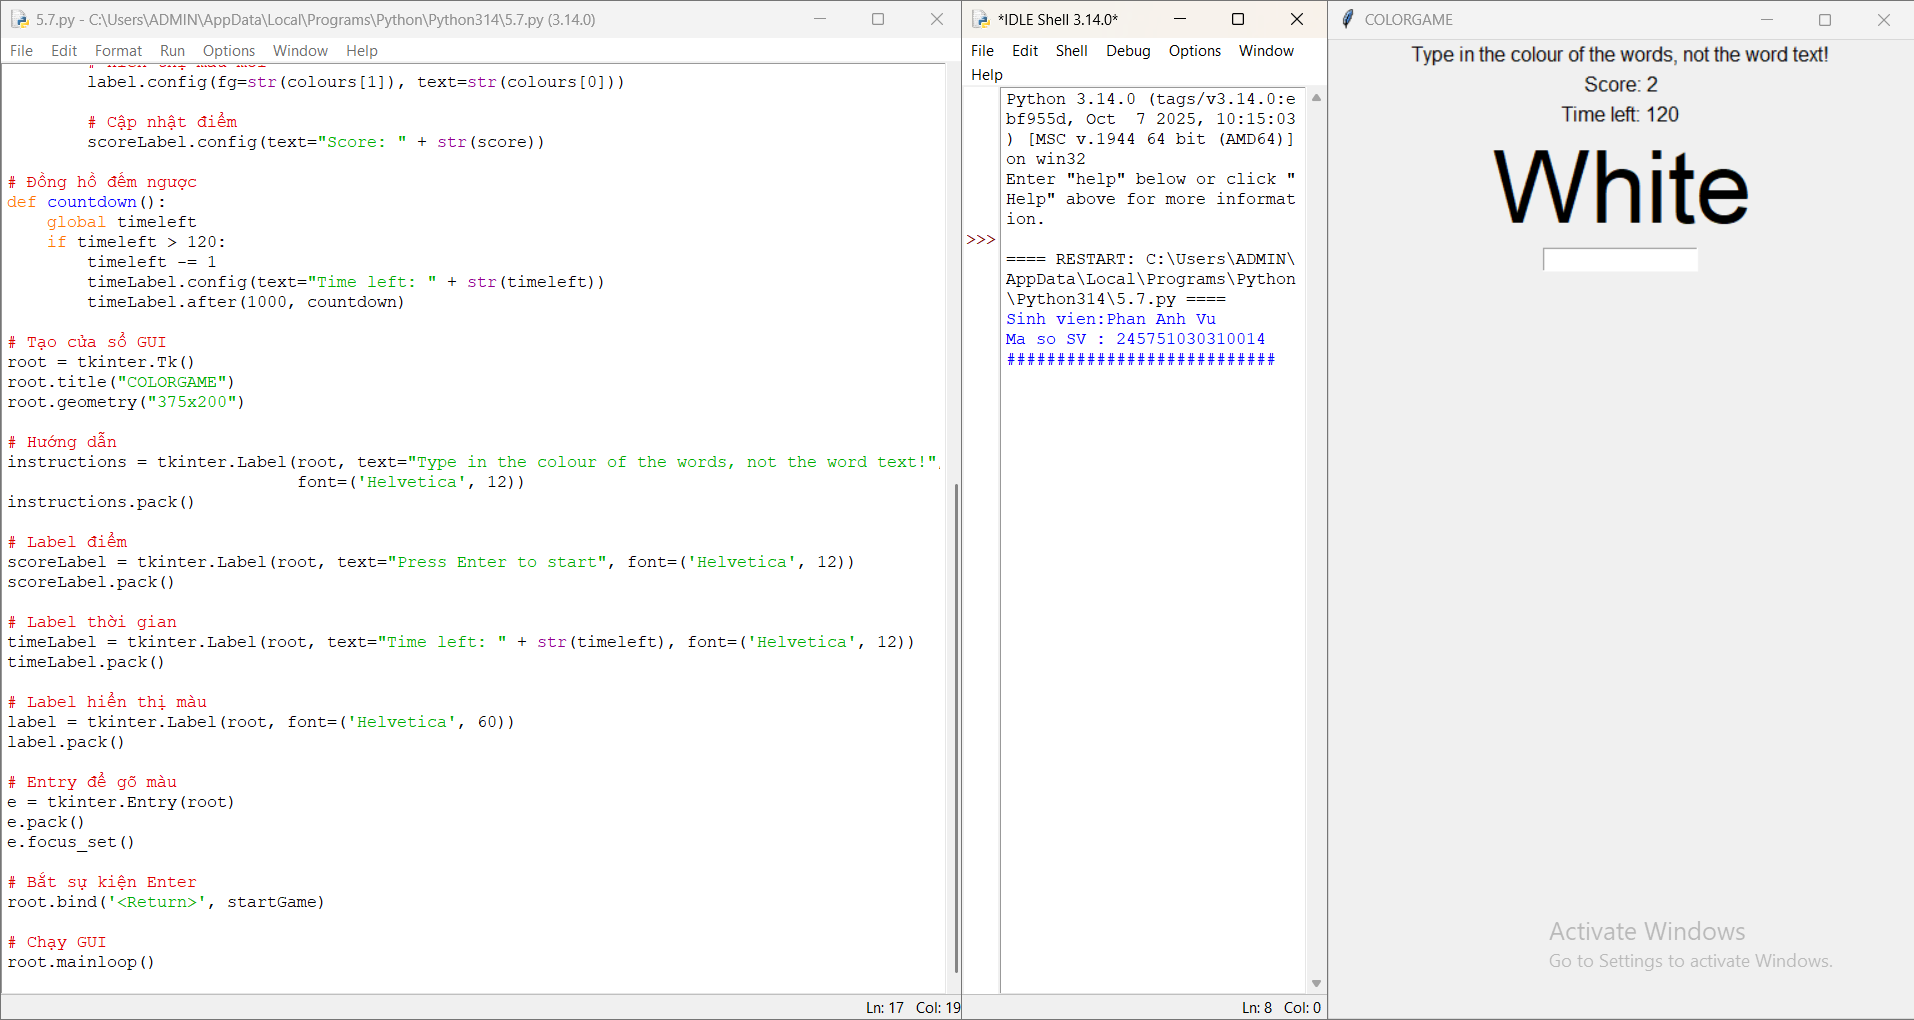 5.7.py - C:\Users\ADMIN\AppData\Local\Programs\Python\Python314\5.7.py (3.14.0)
File Edit Format Run Options Window Help
label.config(fg=str(colours[1]), text=str(colours[0]))
# Cập nhật điểm
scoreLabel.config(text="Score: " + str(score))
# Đồng hồ đếm ngược
def countdown():
global timeleft
if timeleft > 120:
timeleft -= 1
timeLabel.config(text="Time left: " + str(timeleft))
timeLabel.after(1000, countdown)
# Tạo cửa sổ GUI
root = tkinter.Tk()
root.title("COLORGAME")
root.geometry("375x200")
# Hướng dẫn
instructions = tkinter.Label(root, text="Type in the colour of the words, not the word text!",
font=('Helvetica', 12))
instructions.pack()
# Label điểm
scoreLabel = tkinter.Label(root, text="Press Enter to start", font=('Helvetica', 12))
scoreLabel.pack()
# Label thời gian
timeLabel = tkinter.Label(root, text="Time left: " + str(timeleft), font=('Helvetica', 12))
timeLabel.pack()
# Label hiển thị màu
label = tkinter.Label(root, font=('Helvetica', 60))
label.pack()
# Entry để gõ màu
e = tkinter.Entry(root)
e.pack()
e.focus_set()
# Bắt sự kiện Enter
root.bind('<Return>', startGame)
# Chạy GUI
root.mainloop()
Ln: 17 Col: 19
*IDLE Shell 3.14.0*
File Edit Shell Debug Options Window
Help
Python 3.14.0 (tags/v3.14.0:e
bf955d, Oct  7 2025, 10:15:03
) [MSC v.1944 64 bit (AMD64)]
on win32
Enter "help" below or click "
Help" above for more informat
ion.
>>>
==== RESTART: C:\Users\ADMIN\
AppData\Local\Programs\Python
\Python314\5.7.py ====
Sinh vien:Phan Anh Vu
Ma so SV : 245751030310014
###########################
Ln: 8 Col: 0
COLORGAME
Type in the colour of the words, not the word text!
Score: 2
Time left: 120
White
Activate Windows
Go to Settings to activate Windows.